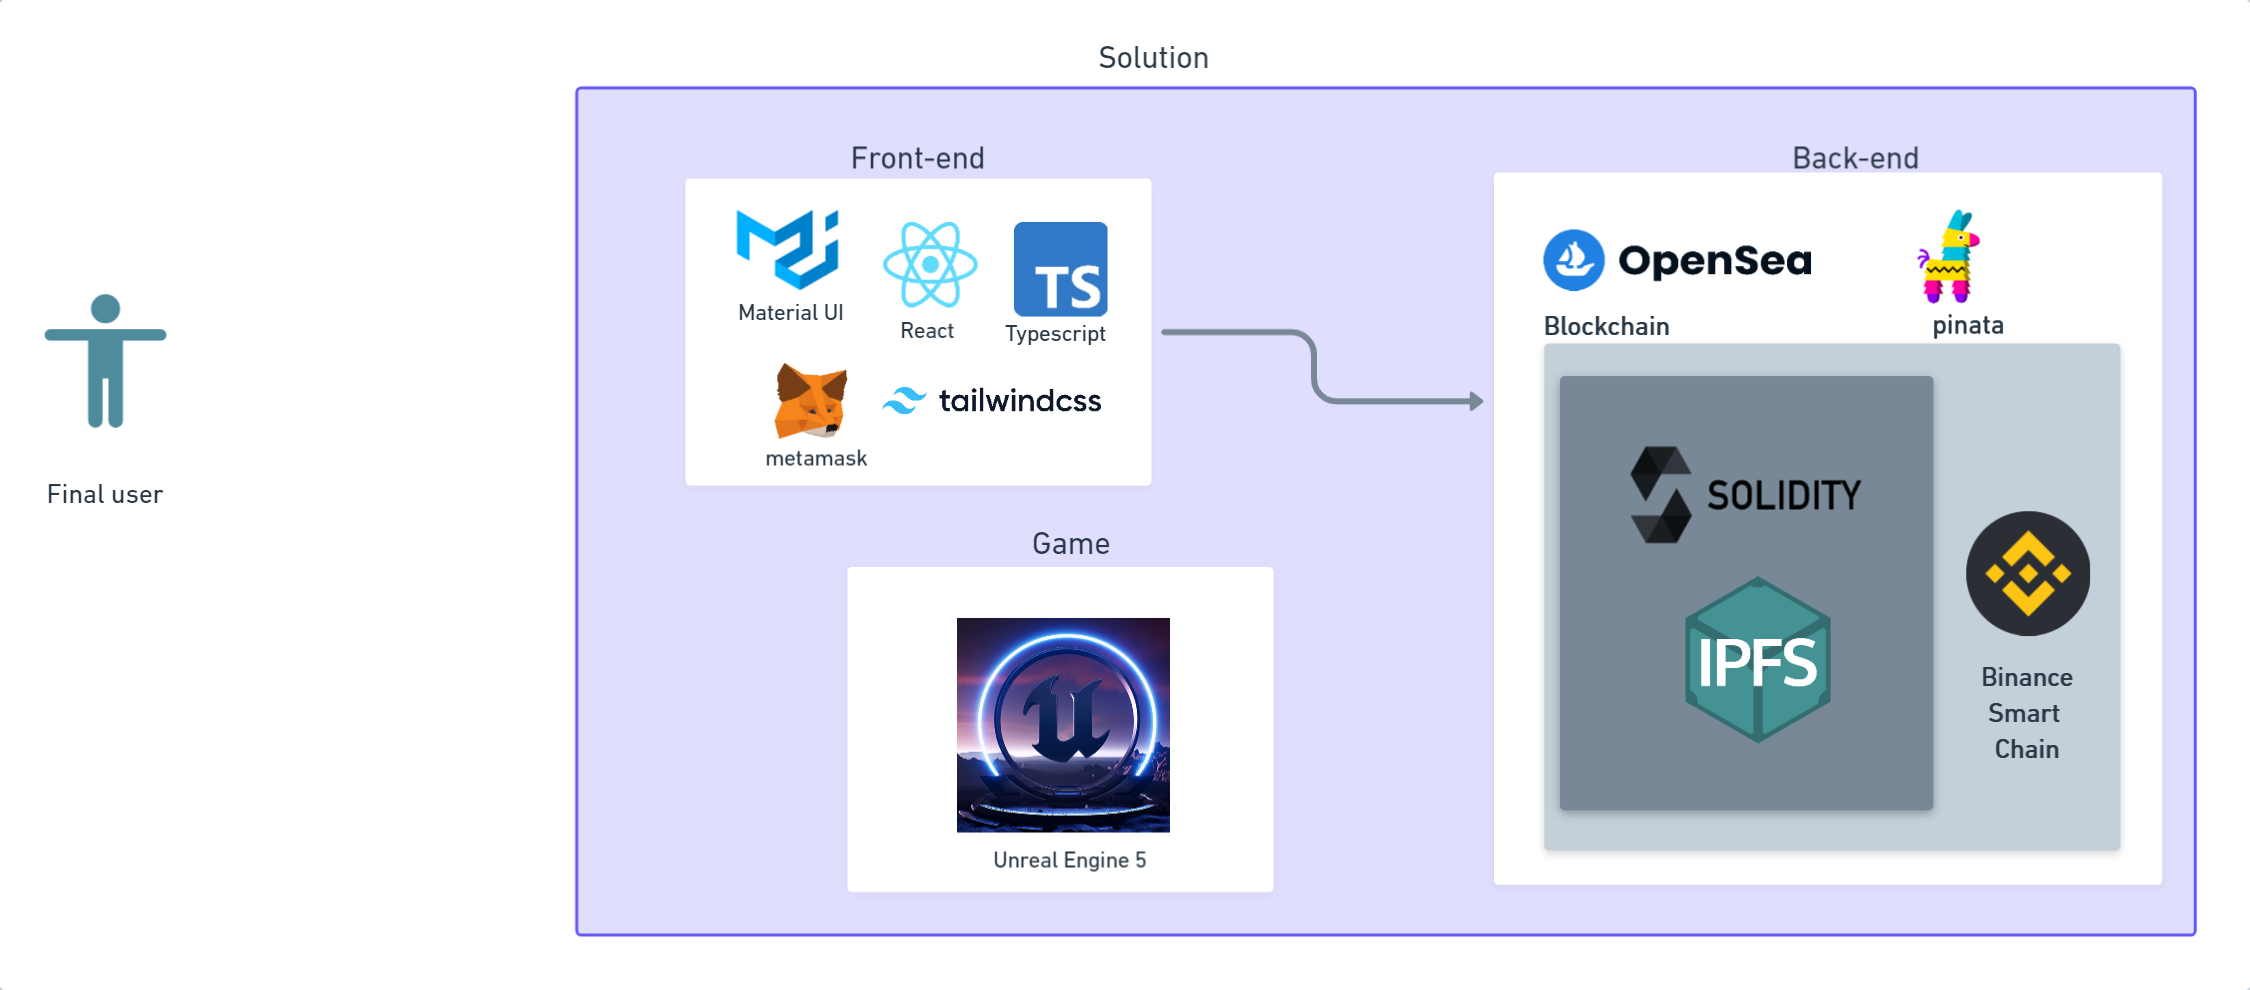 Solution
Front-end
Back-end
Material UI
React
TS
Typescript
OpenSea
Blockchain
pinata
metamask
tailwindcss
Final user
SOLIDITY
IPFS
Binance
Smart
Chain
Game
Unreal Engine 5